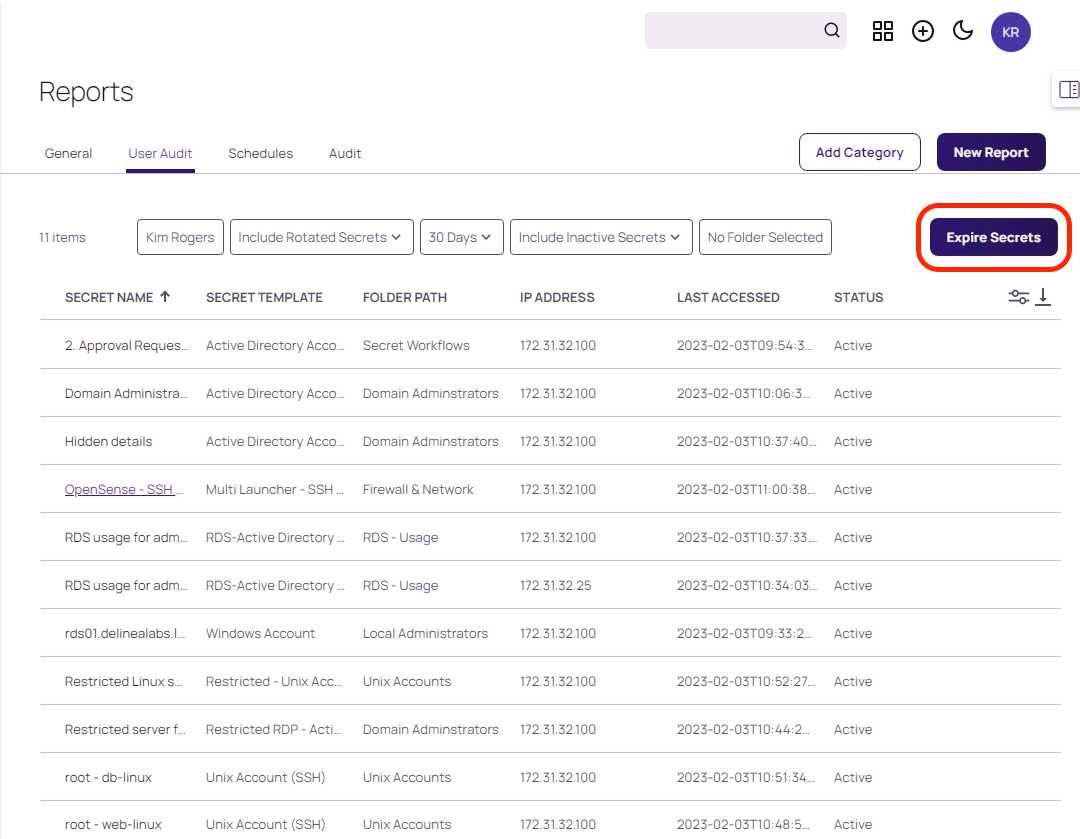 KR
Reports
General User Audit Schedules Audit Add Category New Report
11 items Kim Rogers Include Rotated Secrets 30 Days Include Inactive Secrets No Folder Selected Expire Secrets
SECRET NAME SECRET TEMPLATE FOLDER PATH IP ADDRESS LAST ACCESSED STATUS
2. Approval Reques... Active Directory Acco... Secret Workflows 172.31.32.100 2023-02-03T09:54:3... Active
Domain Administra... Active Directory Acco... Domain Adminstrators 172.31.32.100 2023-02-03T10:06:3... Active
Hidden details Active Directory Acco... Domain Adminstrators 172.31.32.100 2023-02-03T10:37:40... Active
OpenSense - SSH ... Multi Launcher - SSH ... Firewall & Network 172.31.32.100 2023-02-03T11:00:38... Active
RDS usage for adm... RDS-Active Directory ... RDS - Usage 172.31.32.100 2023-02-03T10:37:33... Active
RDS usage for adm... RDS-Active Directory ... RDS - Usage 172.31.32.25 2023-02-03T10:34:03... Active
rds01.delinealabs.l... Windows Account Local Administrators 172.31.32.100 2023-02-03T09:33:2... Active
Restricted Linux s... Restricted - Unix Acc... Unix Accounts 172.31.32.100 2023-02-03T10:52:27... Active
Restricted server f... Restricted RDP - Acti... Domain Adminstrators 172.31.32.100 2023-02-03T10:44:2... Active
root - db-linux Unix Account (SSH) Unix Accounts 172.31.32.100 2023-02-03T10:51:34... Active
root - web-linux Unix Account (SSH) Unix Accounts 172.31.32.100 2023-02-03T10:48:5... Active